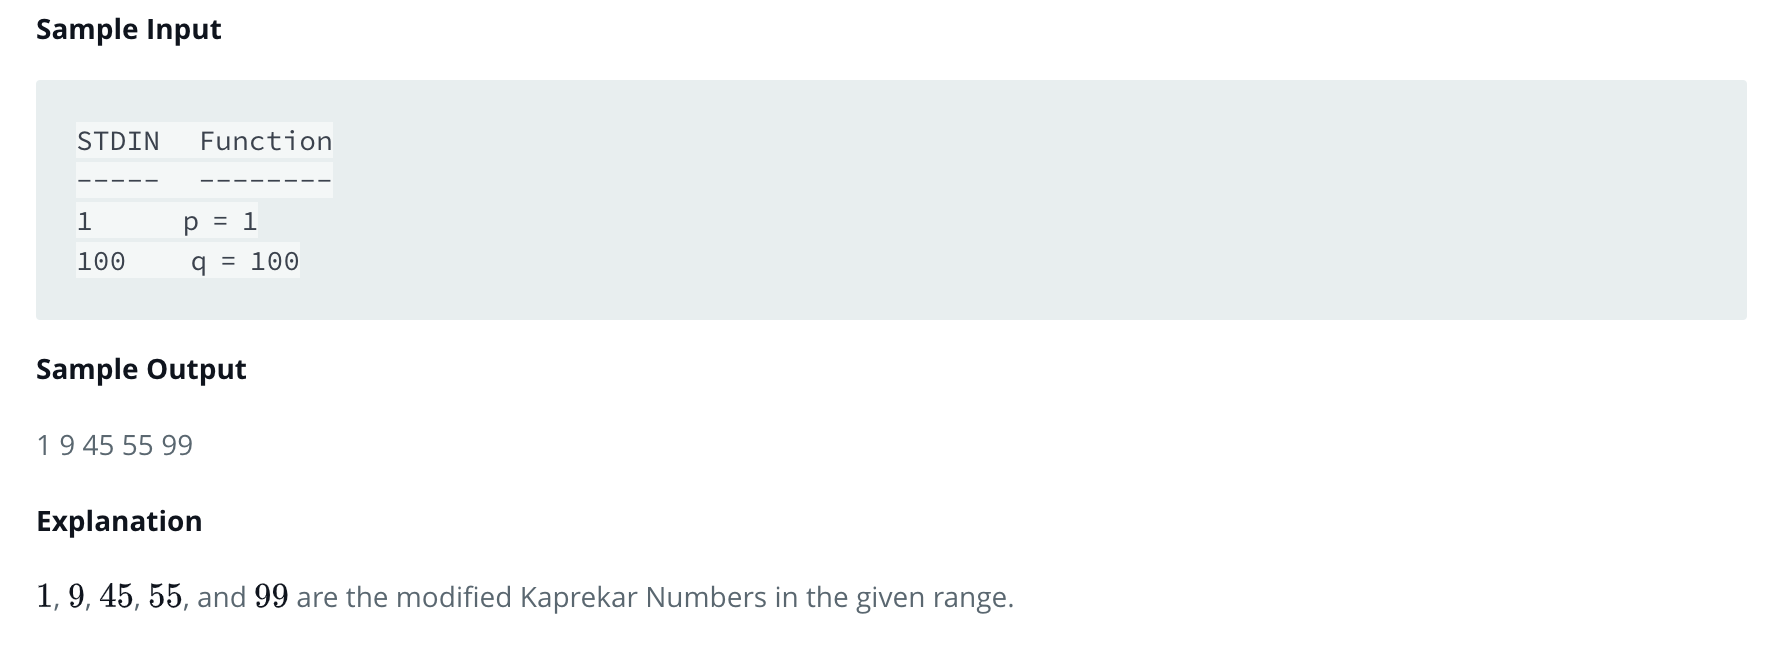 Sample Input
STDIN   Function
-----   --------
1      p = 1
100    q = 100
Sample Output
1 9 45 55 99
Explanation
1, 9, 45, 55, and 99 are the modified Kaprekar Numbers in the given range.